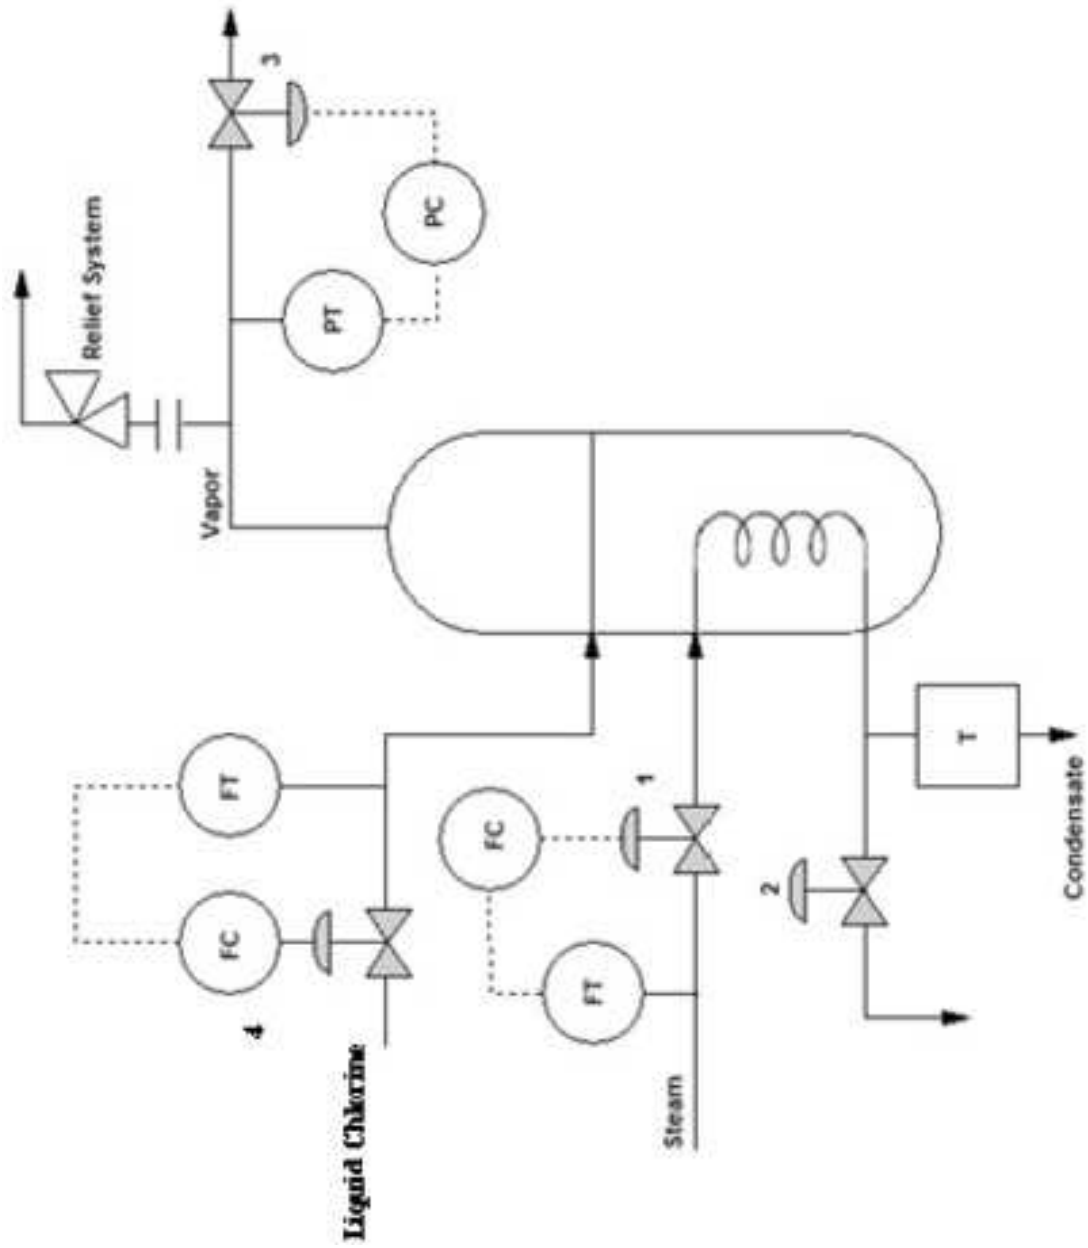 3
Relief System
PC
PT
Vapor
FT
FC
4
Liquid Chlorine
FC
1
FT
Steam
2
T
Condensate